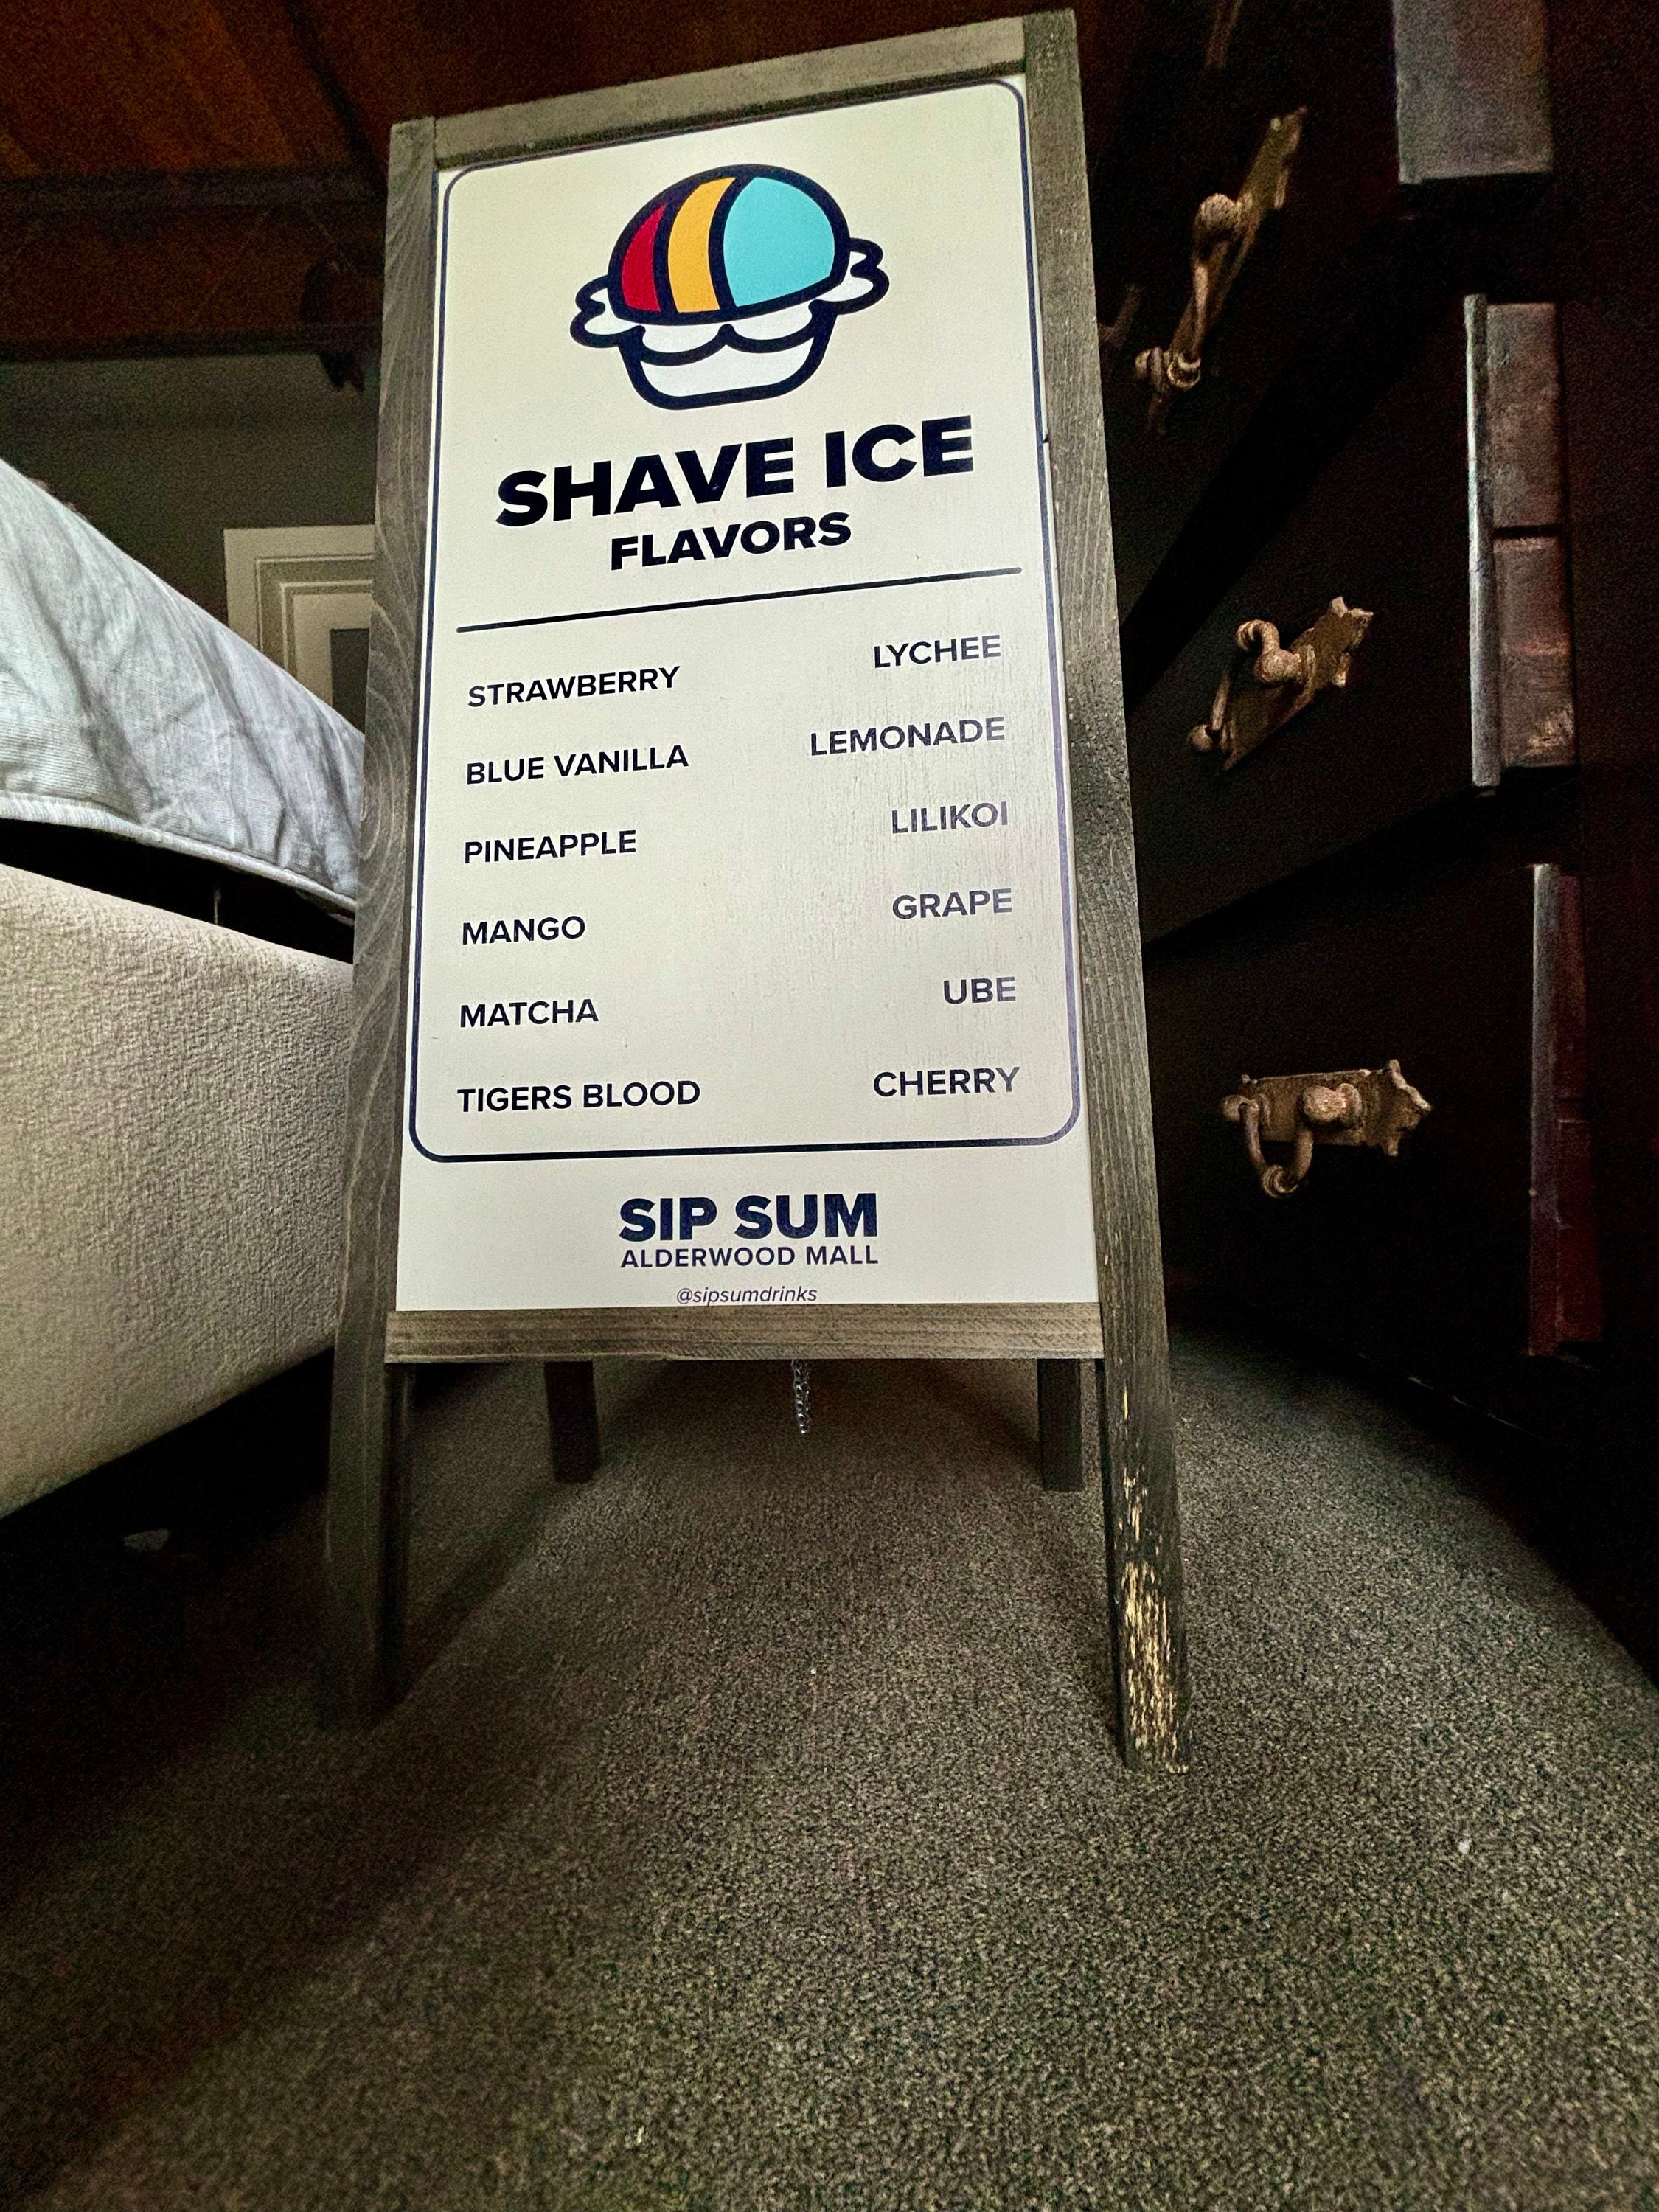 SHAVE ICE
FLAVORS
STRAWBERRY
BLUE VANILLA
PINEAPPLE
MANGO
MATCHA
TIGERS BLOOD
LYCHEE
LEMONADE
LILIKOI
GRAPE
UBE
CHERRY
SIP SUM
ALDERWOOD MALL
@sipsumdrinks